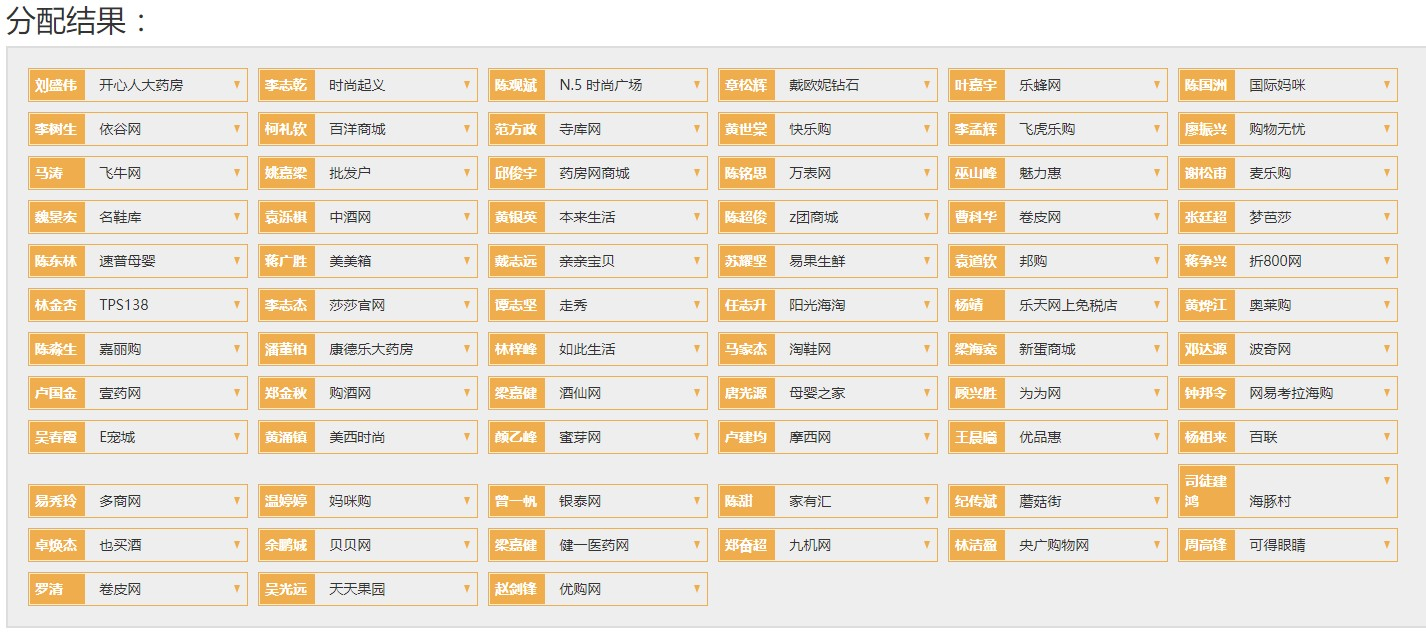 分配结果：
刘盛伟 开心人大药房 李志乾 时尚起义 陈观斌 N.5 时尚广场 章松辉 戴欧妮钻石 叶嘉宇 乐蜂网 陈国洲 国际妈咪
李树生 依谷网 柯礼钦 百洋商城 范方政 寺库网 黄世棠 快乐购 李孟辉 飞虎乐购 廖振兴 购物无忧
马涛 飞牛网 姚嘉梁 批发户 邱俊宇 药房网商城 陈铭思 万表网 巫山峰 魅力惠 谢松甫 麦乐购
魏景宏 名鞋库 袁泺棋 中酒网 黄银英 本来生活 陈超俊 z团商城 曹科华 卷皮网 张廷超 梦芭莎
陈东林 速普母婴 蒋广胜 美美箱 戴志远 亲亲宝贝 苏耀坚 易果生鲜 袁道钦 邦购 蒋争兴 折800网
林金杏 TPS138 李志杰 莎莎官网 谭志坚 走秀 任志升 阳光海淘 杨靖 乐天网上免税店 黄烨江 奥莱购
陈淼生 嘉丽购 潘董柏 康德乐大药房 林梓峰 如此生活 马家杰 淘鞋网 梁海宽 新蛋商城 邓达源 波奇网
卢国金 壹药网 郑金秋 购酒网 梁嘉健 酒仙网 唐光源 母婴之家 顾兴胜 为为网 钟邦令 网易考拉海购
吴春霞 E宠城 黄涌镇 美西时尚 颜乙峰 蜜芽网 卢建均 摩西网 王晨曦 优品惠 杨祖来 百联
易秀玲 多商网 温婷婷 妈咪购 曾一帆 银泰网 陈甜 家有汇 纪传斌 蘑菇街 司徒建鸿 海豚村
卓焕杰 也买酒 余鹏城 贝贝网 梁嘉健 健一医药网 郑奋超 九机网 林洁盈 央广购物网 周高锋 可得眼睛
罗清 卷皮网 吴光远 天天果园 赵剑锋 优购网